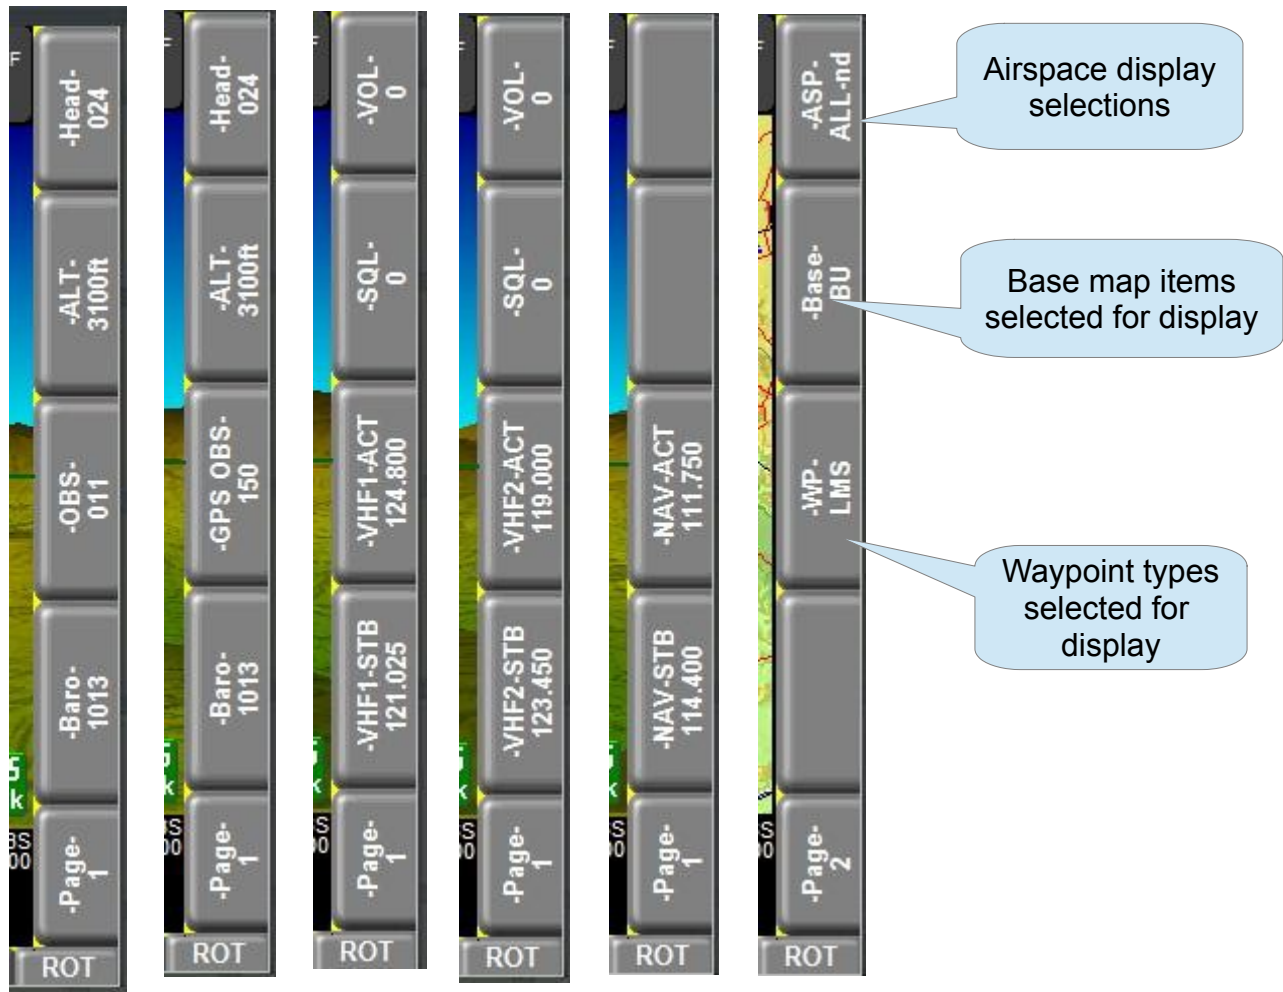 F
-Head-
024
-ALT-
3100ft
-OBS-
011
-Baro-
1013
-Page-
1
ROT
-Head-
024
-ALT-
3100ft
-GPS OBS-
150
-Baro-
1013
-Page-
1
ROT
-VOL-
0
-SQL-
0
-VHF1-ACT
124.800
-VHF1-STB
121.025
-Page-
1
ROT
-VOL-
0
-SQL-
0
-VHF2-ACT
119.000
-VHF2-STB
123.450
-Page-
1
ROT
-NAV-ACT
111.750
-NAV-STB
114.400
-Page-
1
ROT
-ASP-
ALL-nd
-Base-
BU
-WP-
LMS
-Page-
2
ROT
Airspace display
selections
Base map items
selected for display
Waypoint types
selected for
display